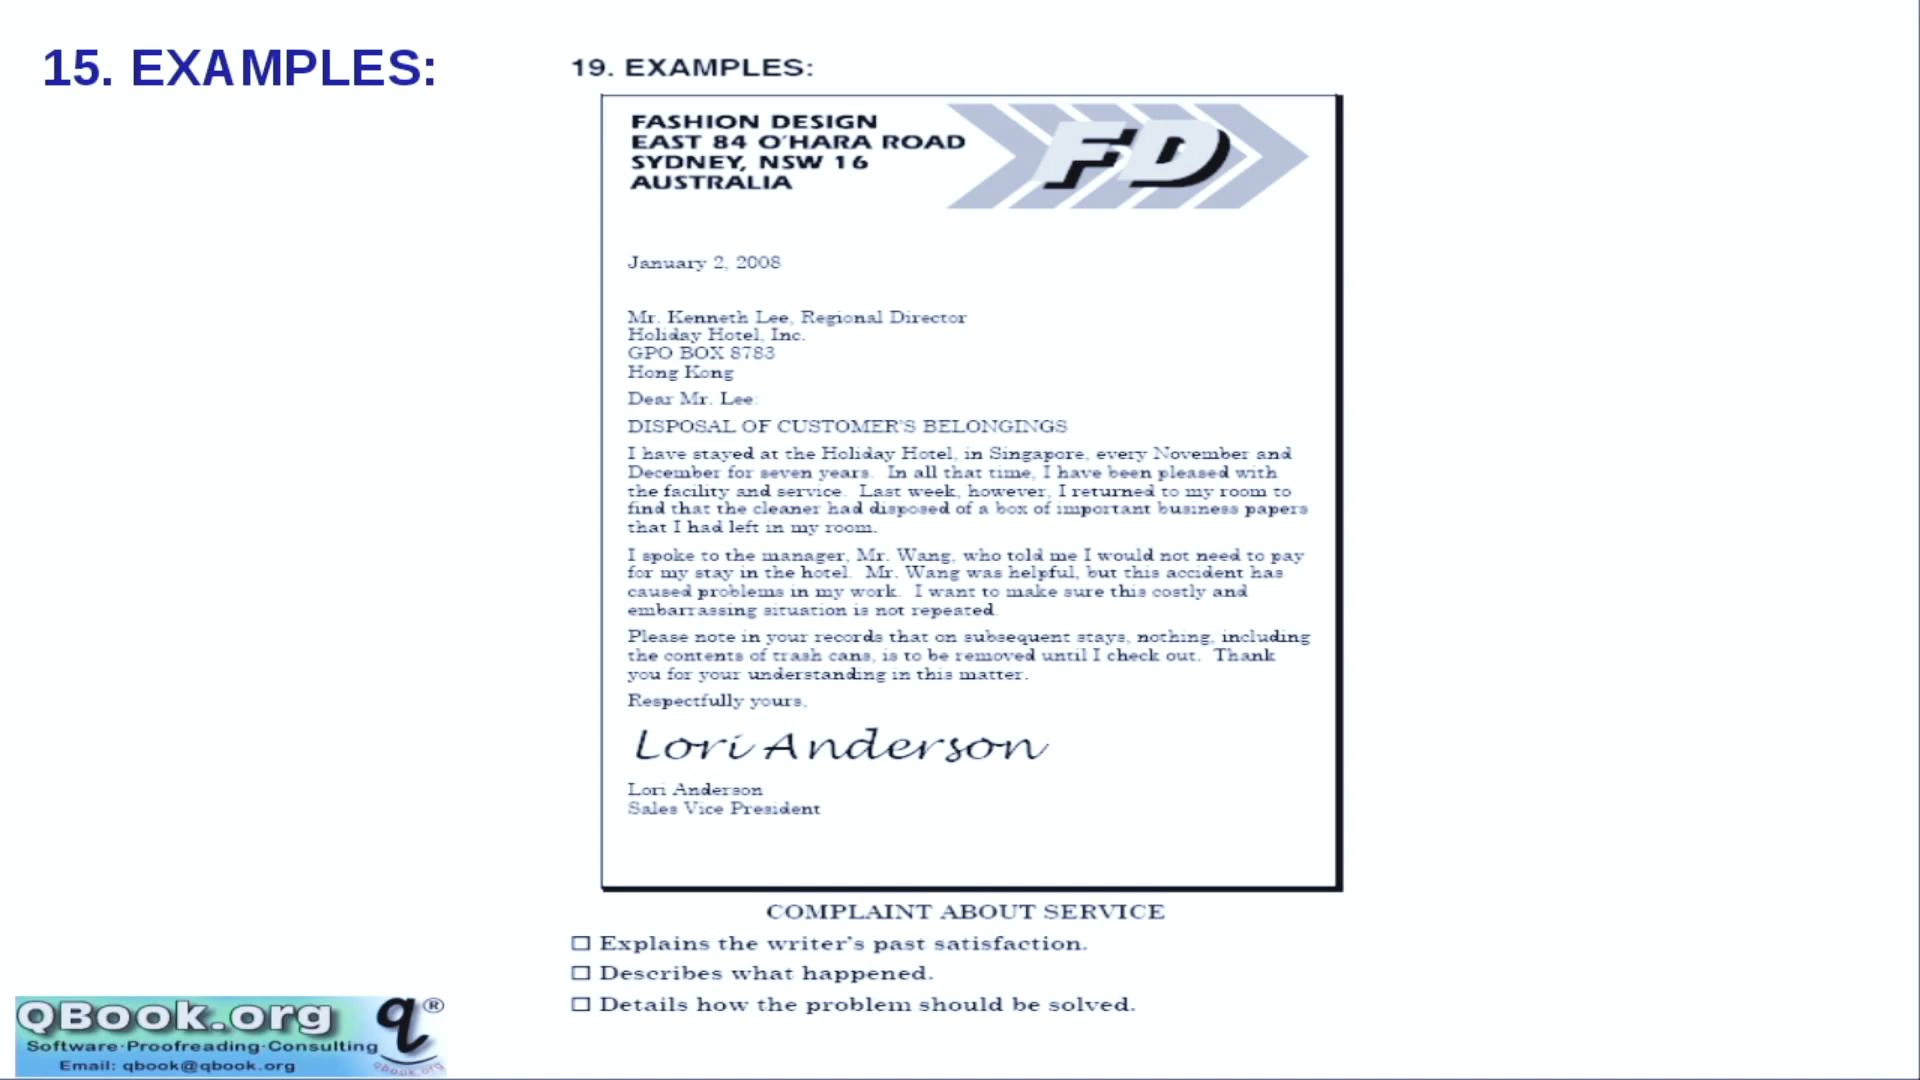 15. EXAMPLES:
19. EXAMPLES:
FASHION DESIGN
EAST 84 O'HARA ROAD
SYDNEY, NSW 16
AUSTRALIA
FD
January 2, 2008
Mr. Kenneth Lee, Regional Director
Holiday Hotel, Inc.
GPO BOX 8783
Hong Kong
Dear Mr. Lee:
DISPOSAL OF CUSTOMER'S BELONGINGS
I have stayed at the Holiday Hotel, in Singapore, every November and
December for seven years. In all that time, I have been pleased with
the facility and service. Last week, however, I returned to my room to
find that the cleaner had disposed of a box of important business papers
that I had left in my room.
I spoke to the manager, Mr. Wang, who told me I would not need to pay
for my stay in the hotel. Mr. Wang was helpful, but this accident has
caused problems in my work. I want to make sure this costly and
embarrassing situation is not repeated.
Please note in your records that on subsequent stays, nothing, including
the contents of trash cans, is to be removed until I check out. Thank
you for your understanding in this matter.
Respectfully yours,
Lori Anderson
Lori Anderson
Sales Vice President
COMPLAINT ABOUT SERVICE
☐ Explains the writer's past satisfaction.
☐ Describes what happened.
☐ Details how the problem should be solved.
QBook.org q®
Software·Proofreading·Consulting
Email: qbook@qbook.org
qbook.org